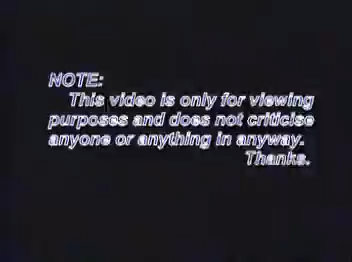 NOTE:
This video is only for viewing
purposes and does not criticise
anyone or anything in anyway.
Thanks.